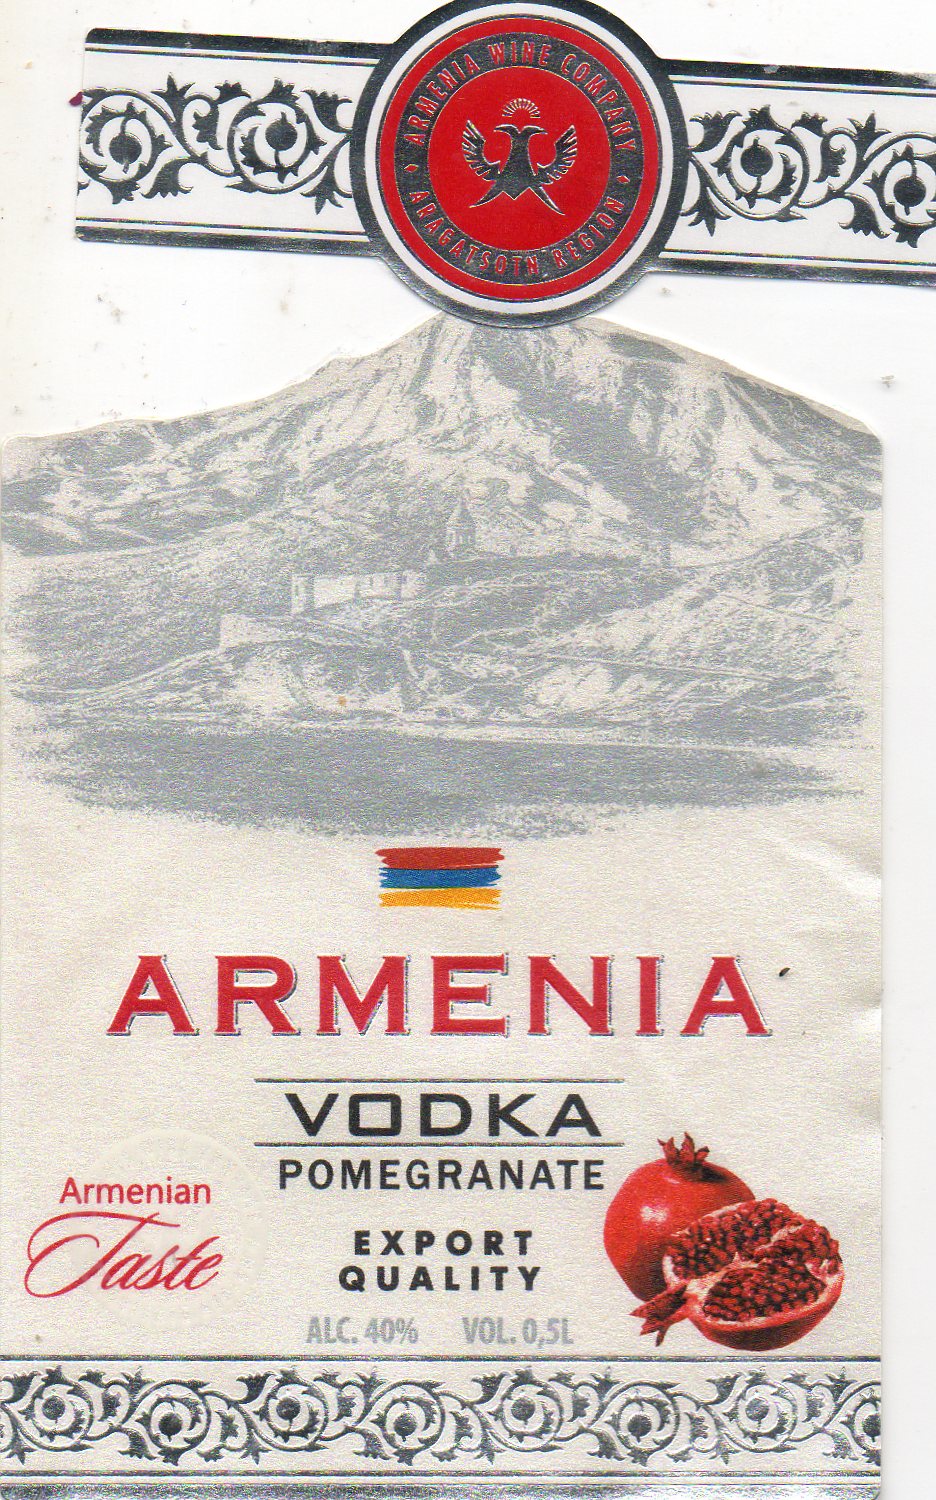 ARMENIA WINE COMPANY
ARAGATSOTN REGION
ARMENIA
VODKA
POMEGRANATE
Armenian
Taste
EXPORT
QUALITY
ALC. 40% VOL. 0,5L